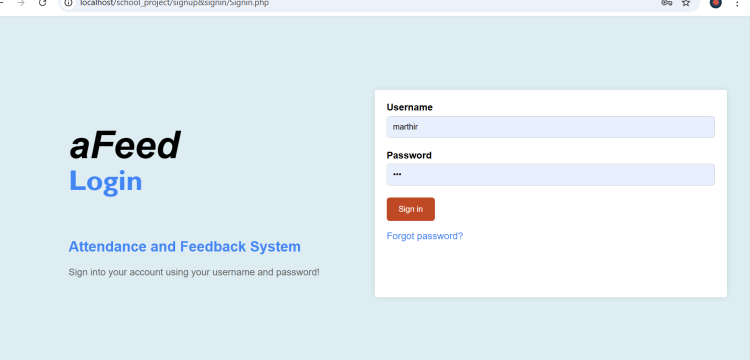 localhost/school_project/signup&signin/Signin.php
aFeed
Login
Attendance and Feedback System
Sign into your account using your username and password!
Username
marthir
Password
•••
Sign in
Forgot password?